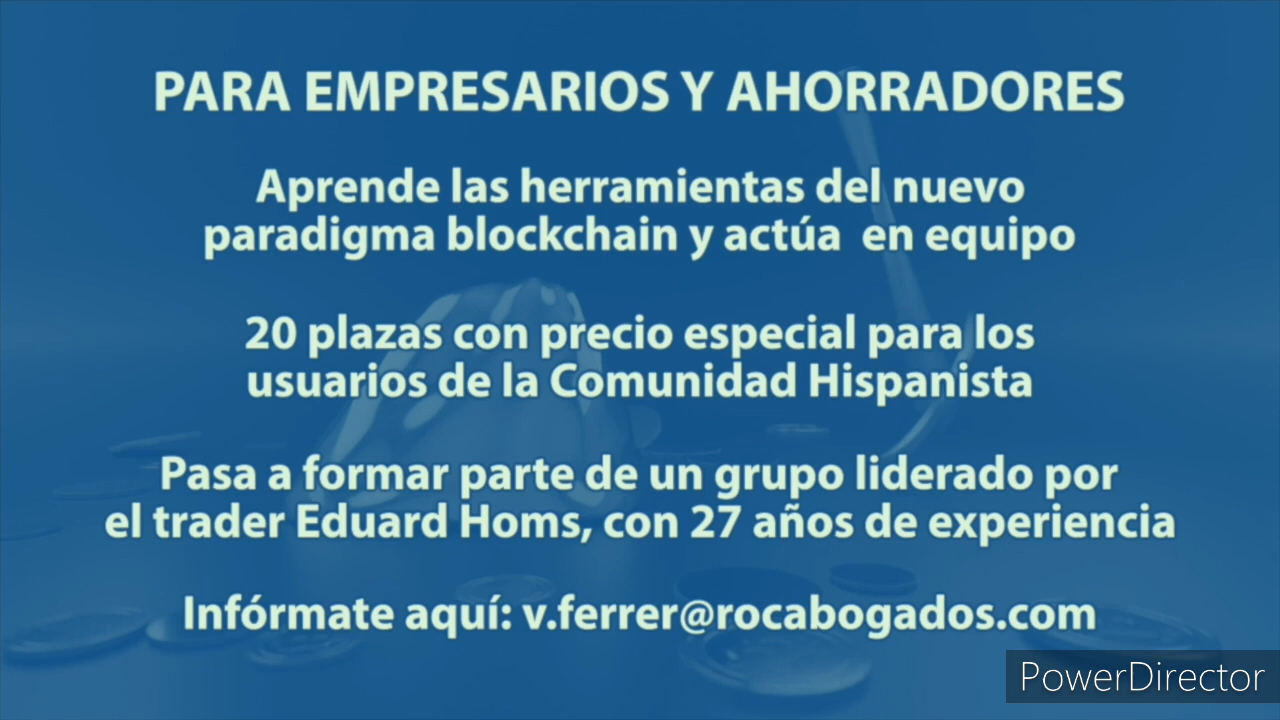 PARA EMPRESARIOS Y AHORRADORES
Aprende las herramientas del nuevo
paradigma blockchain y actúa en equipo
20 plazas con precio especial para los
usuarios de la Comunidad Hispanista
Pasa a formar parte de un grupo liderado por
el trader Eduard Homs, con 27 años de experiencia
Infórmate aquí: v.ferrer@rocabogados.com
PowerDirector